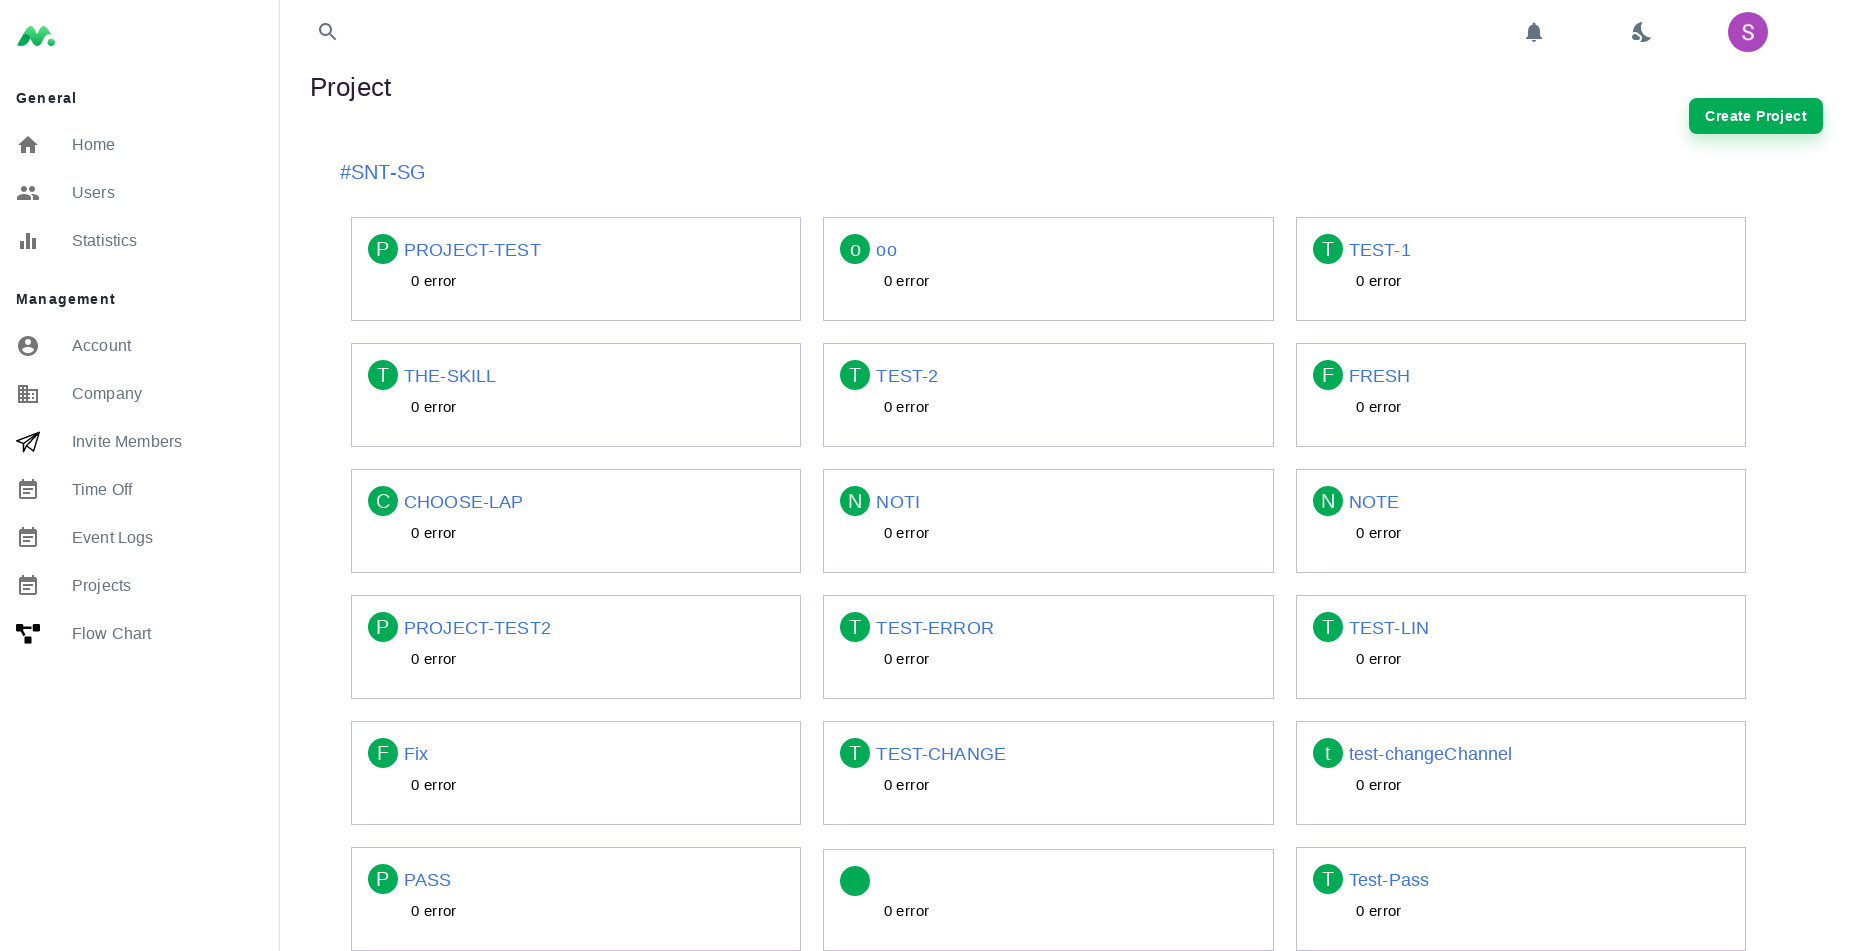 S
Project
Create Project
General
Home
Users
Statistics
Management
Account
Company
Invite Members
Time Off
Event Logs
Projects
Flow Chart
#SNT-SG
P PROJECT-TEST
0 error
o oo
0 error
T TEST-1
0 error
T THE-SKILL
0 error
T TEST-2
0 error
F FRESH
0 error
C CHOOSE-LAP
0 error
N NOTI
0 error
N NOTE
0 error
P PROJECT-TEST2
0 error
T TEST-ERROR
0 error
T TEST-LIN
0 error
F Fix
0 error
T TEST-CHANGE
0 error
t test-changeChannel
0 error
P PASS
0 error
0 error
T Test-Pass
0 error